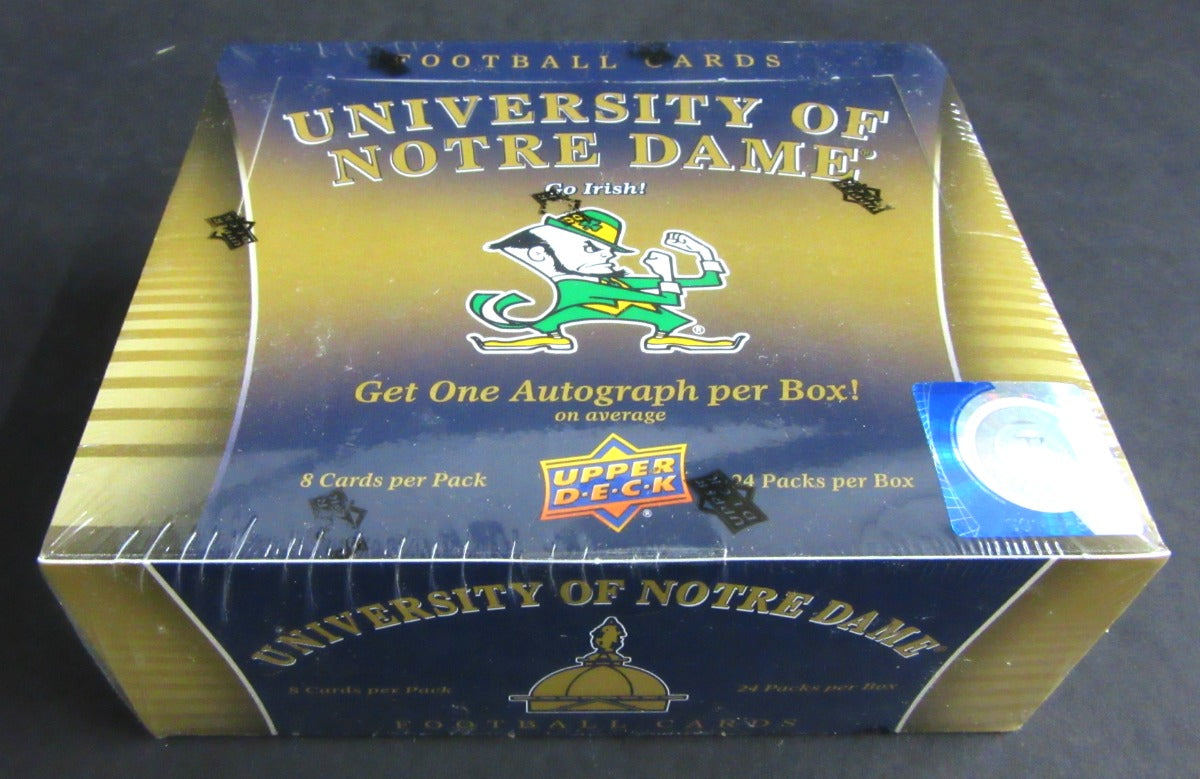 FOOTBALL CARDS
UNIVERSITY OF
NOTRE DAME®
Go Irish!
®
Get One Autograph per Box!
on average
8 Cards per Pack
UPPER
D·E·C·K
®
24 Packs per Box
UNIVERSITY OF NOTRE DAME®
8 Cards per Pack
24 Packs per Box
FOOTBALL CARDS